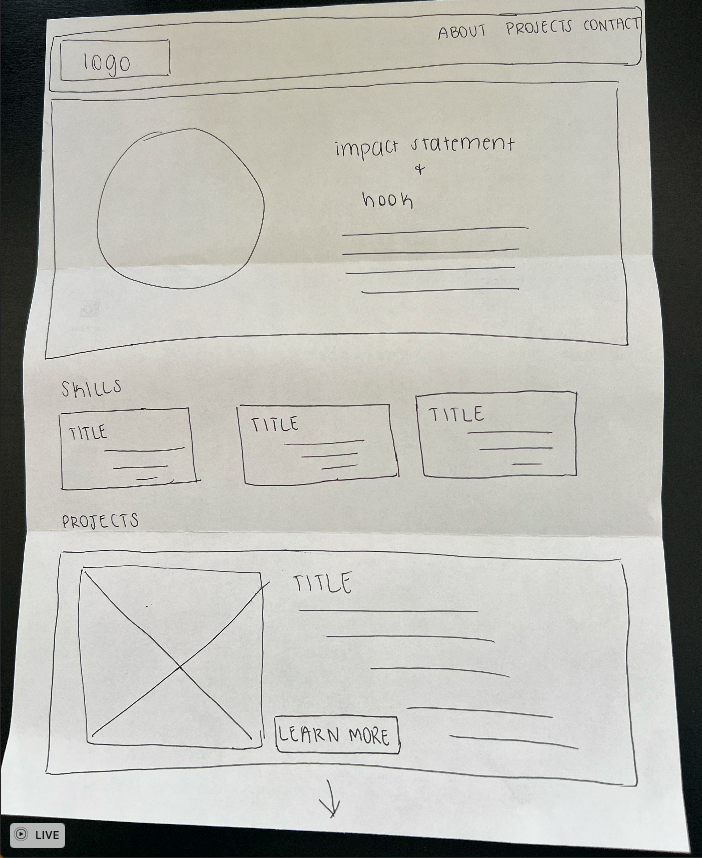 logo
ABOUT PROJECTS CONTACT
impact statement
+
hook
SKILLS
TITLE
TITLE
TITLE
PROJECTS
TITLE
LEARN MORE
LIVE